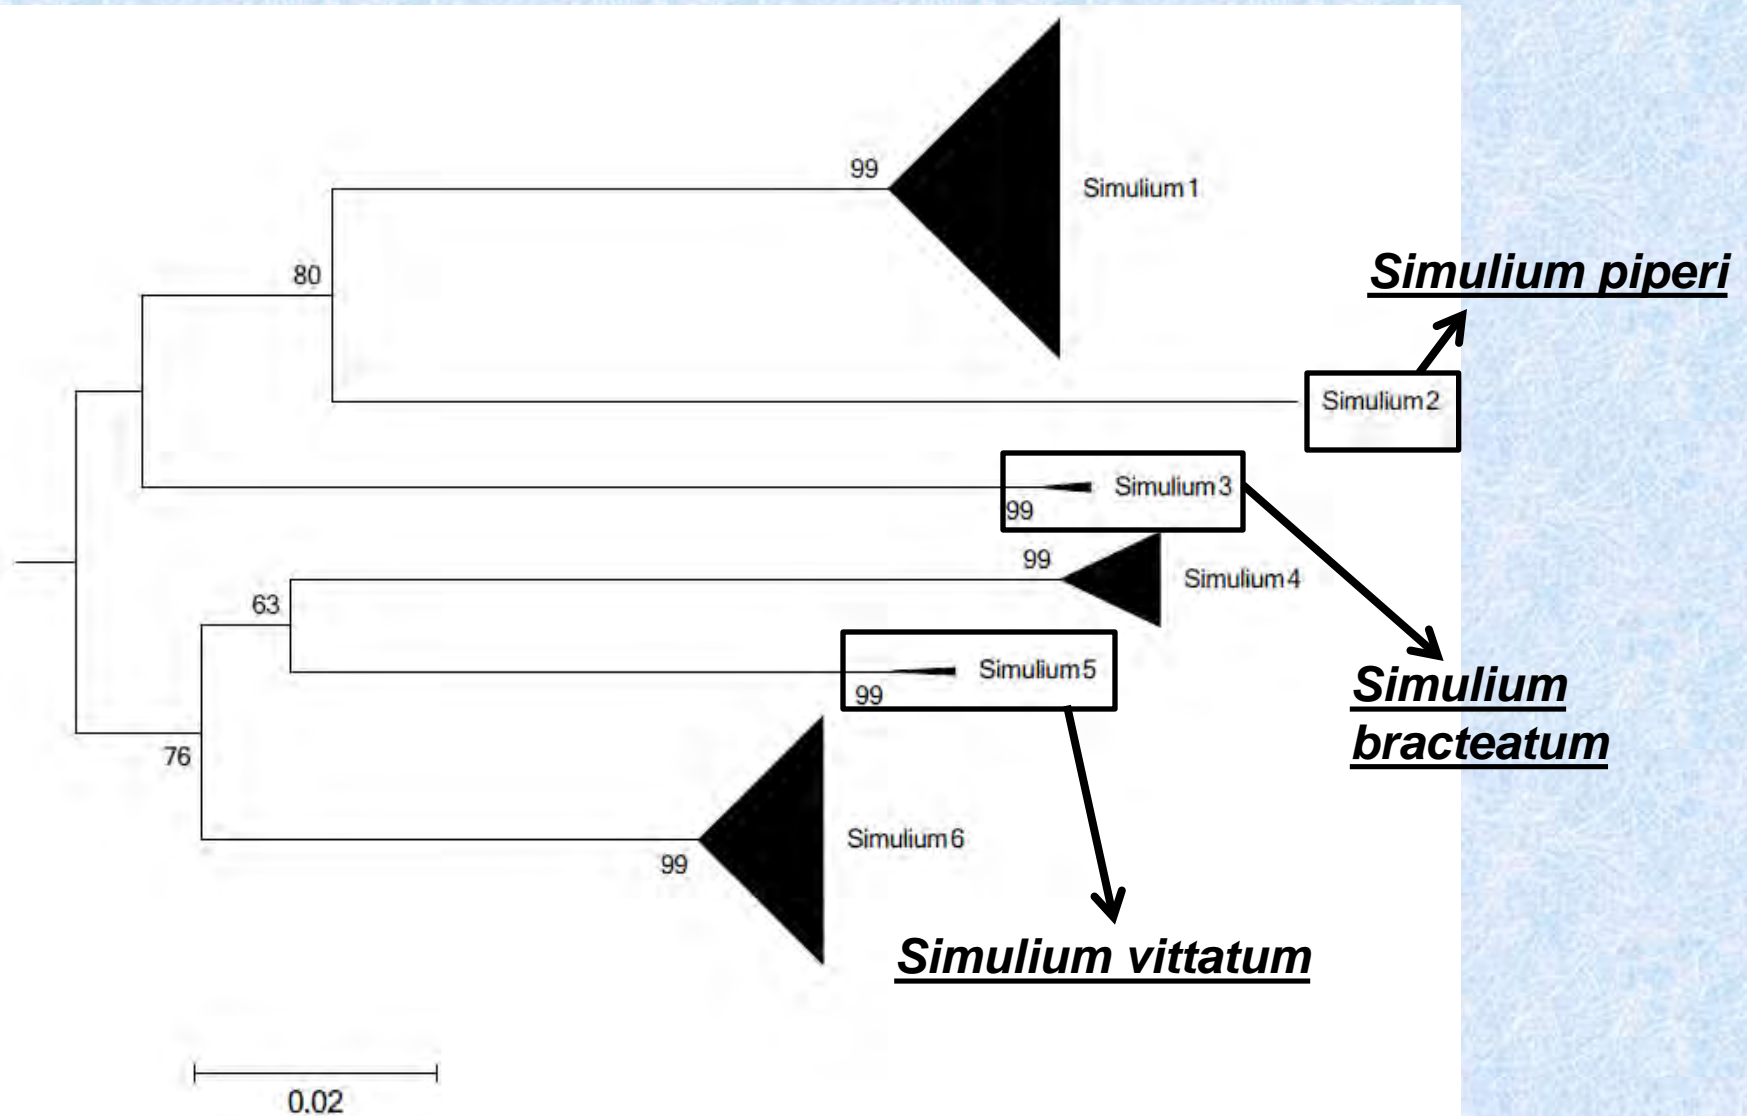 99
Simulium 1
Simulium piperi
80
Simulium 2
Simulium 3
99
99
Simulium 4
63
Simulium 5
99
Simulium
bracteatum
76
Simulium 6
99
Simulium vittatum
0.02